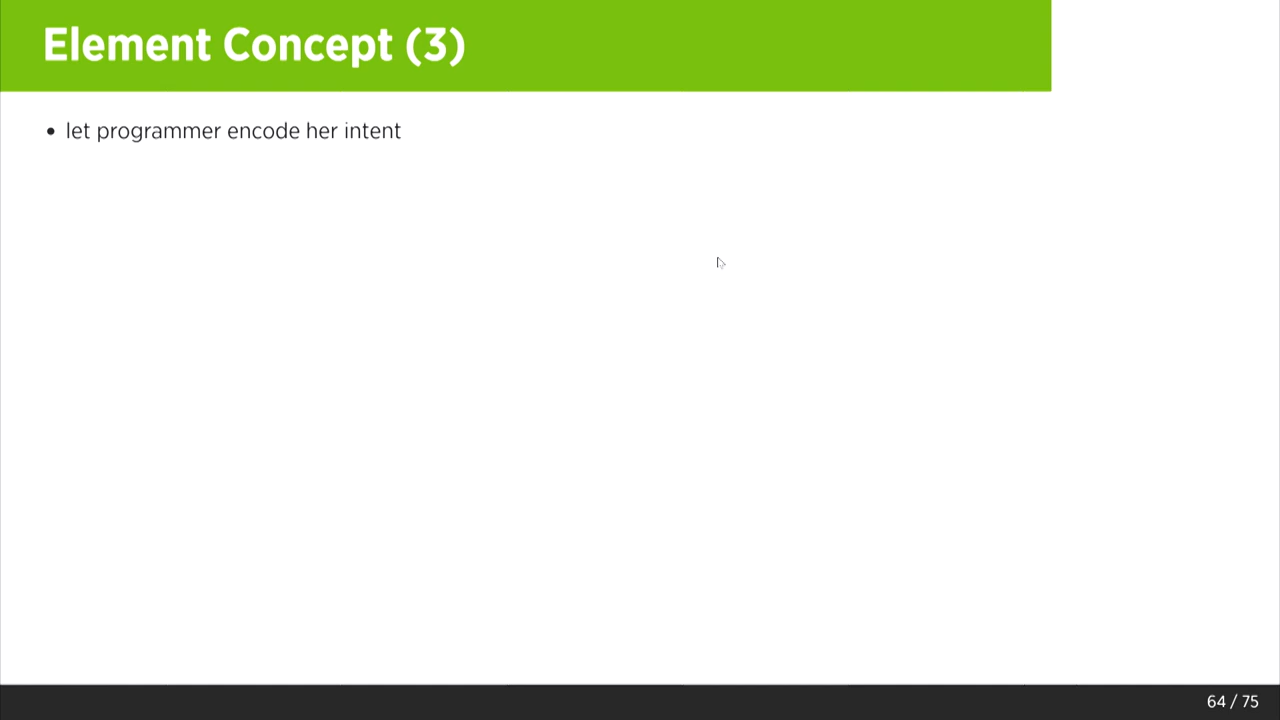 Element Concept (3)
• let programmer encode her intent
64 / 75